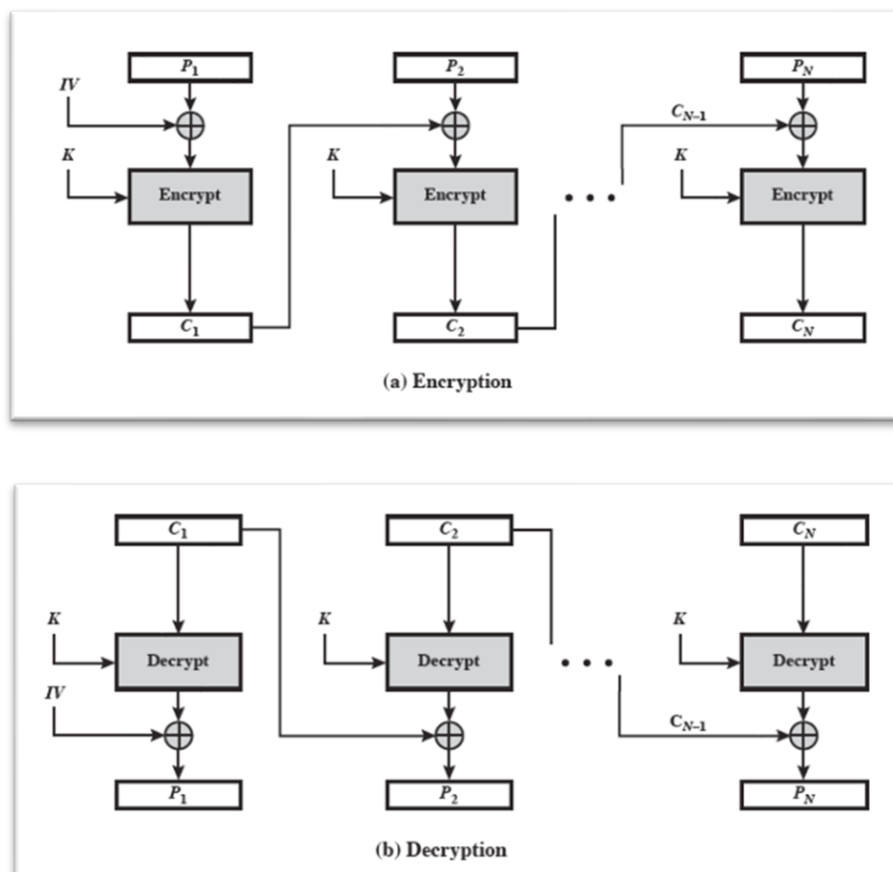 P1 P2 PN
IV
CN–1
K K K
Encrypt Encrypt Encrypt
• • •
C1 C2 CN
(a) Encryption
C1 C2 CN
K K K
Decrypt Decrypt Decrypt
• • •
IV
CN–1
P1 P2 PN
(b) Decryption